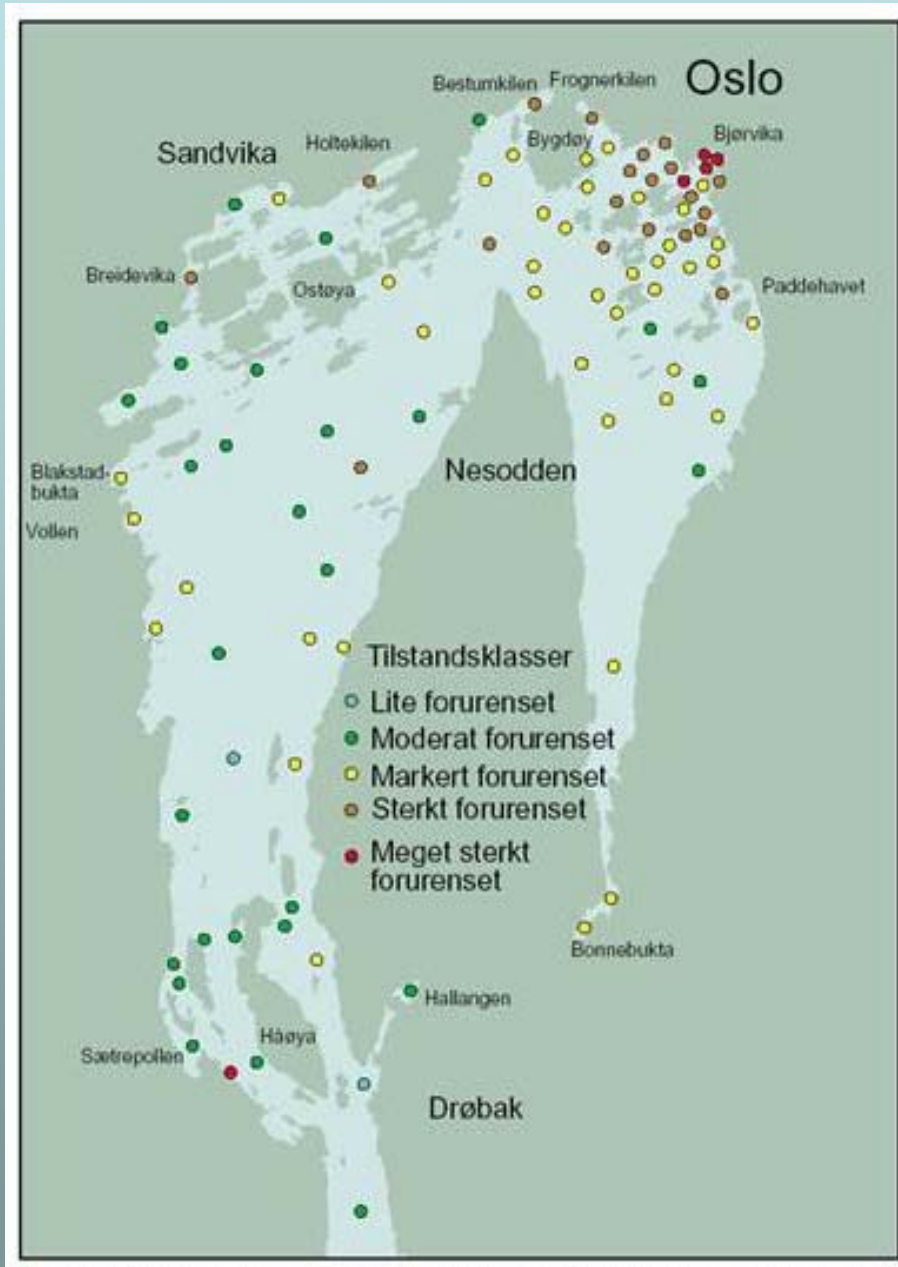 Bestumkilen
Frognerkilen
Oslo
Sandvika
Holtekilen
Bygdøy
Bjørvika
Breidevika
Ostøya
Paddehavet
Blakstad-
bukta
Nesodden
Vollen
Tilstandsklasser
Lite forurenset
Moderat forurenset
Markert forurenset
Sterkt forurenset
Meget sterkt
forurenset
Bonnebukta
Hallangen
Sætrepollen
Håøya
Drøbak